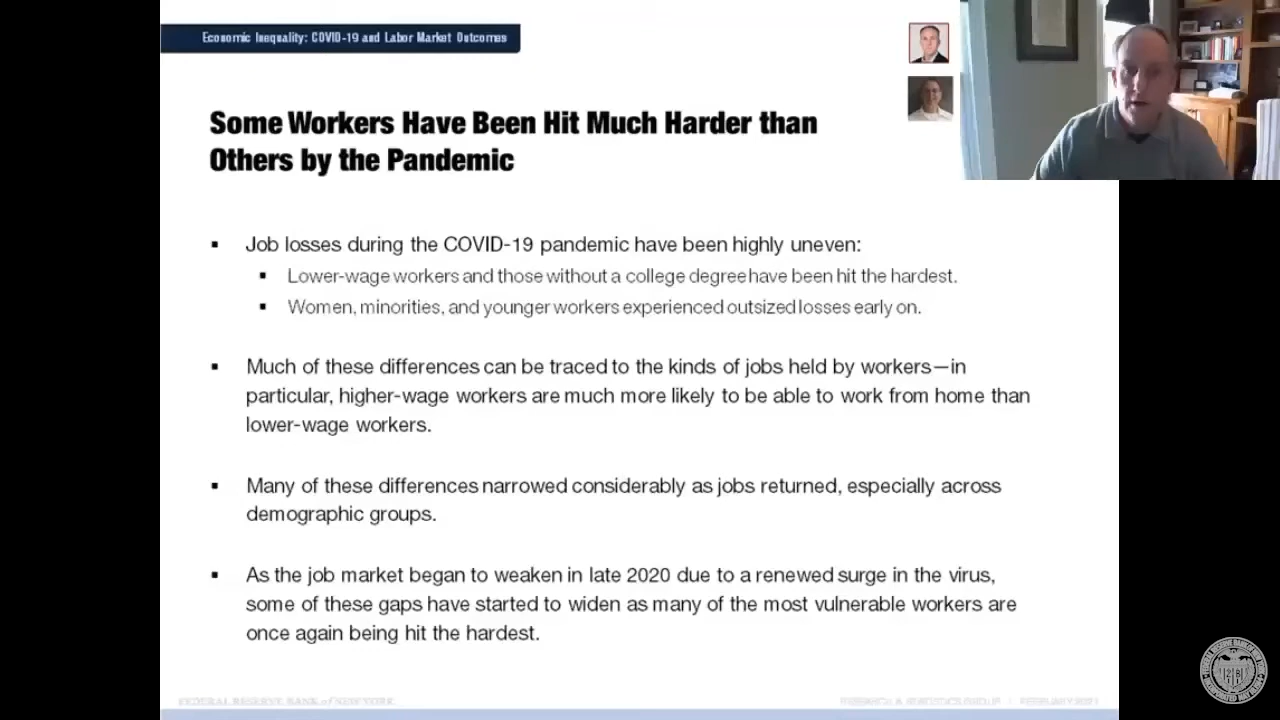 Economic Inequality: COVID-19 and Labor Market Outcomes
Some Workers Have Been Hit Much Harder than
Others by the Pandemic
▪ Job losses during the COVID-19 pandemic have been highly uneven:
▪ Lower-wage workers and those without a college degree have been hit the hardest.
▪ Women, minorities, and younger workers experienced outsized losses early on.
▪ Much of these differences can be traced to the kinds of jobs held by workers—in
particular, higher-wage workers are much more likely to be able to work from home than
lower-wage workers.
▪ Many of these differences narrowed considerably as jobs returned, especially across
demographic groups.
▪ As the job market began to weaken in late 2020 due to a renewed surge in the virus,
some of these gaps have started to widen as many of the most vulnerable workers are
once again being hit the hardest.
FEDERAL RESERVE BANK of NEW YORK